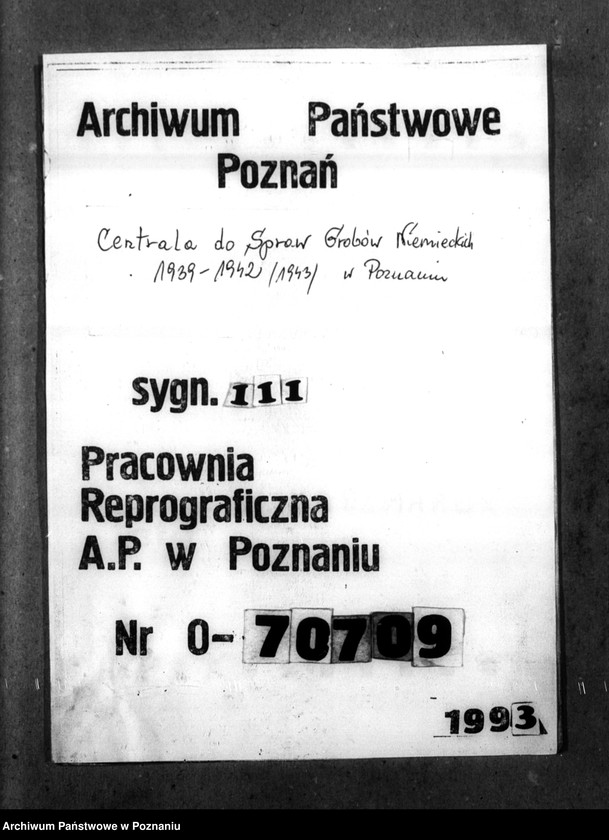 Archiwum Państwowe
Poznań
Centrala do Spraw Grobów Niemieckich
1939-1942/1943/ w Poznaniu
sygn. 111
Pracownia
Reprograficzna
A.P. w Poznaniu
Nr 0-70709
1993
Archiwum Państwowe w Poznaniu